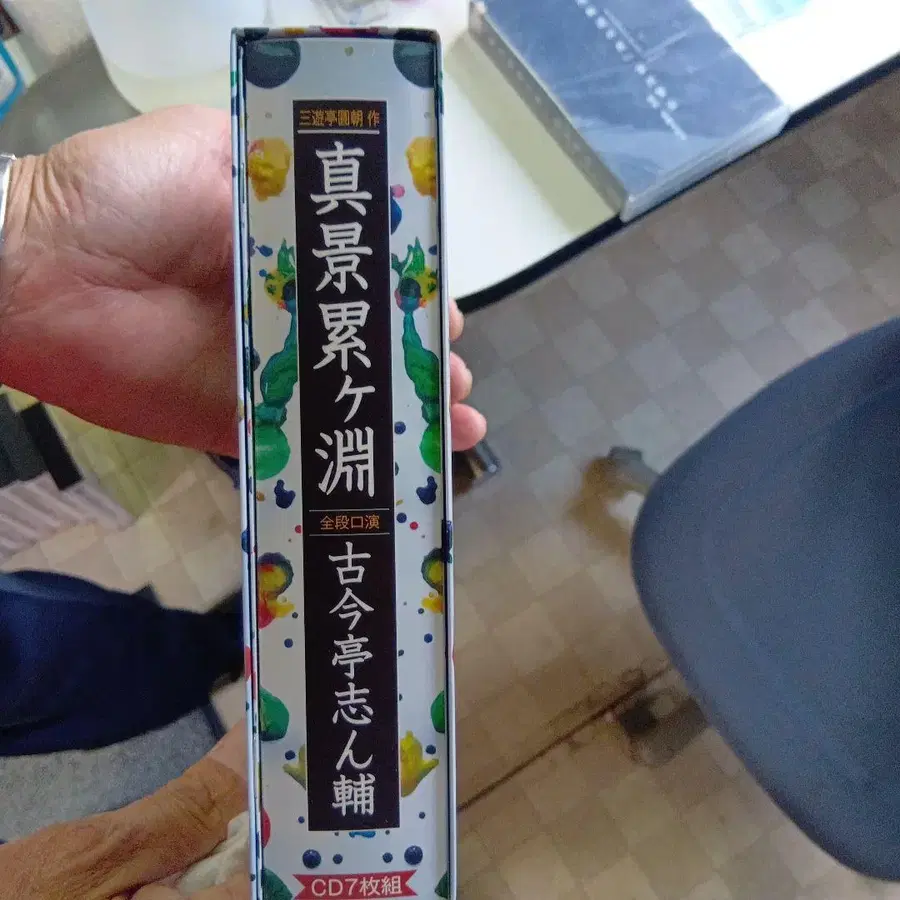 三遊亭圓朝 作
真景累ヶ淵
全段口演
古今亭志ん輔
CD7枚組